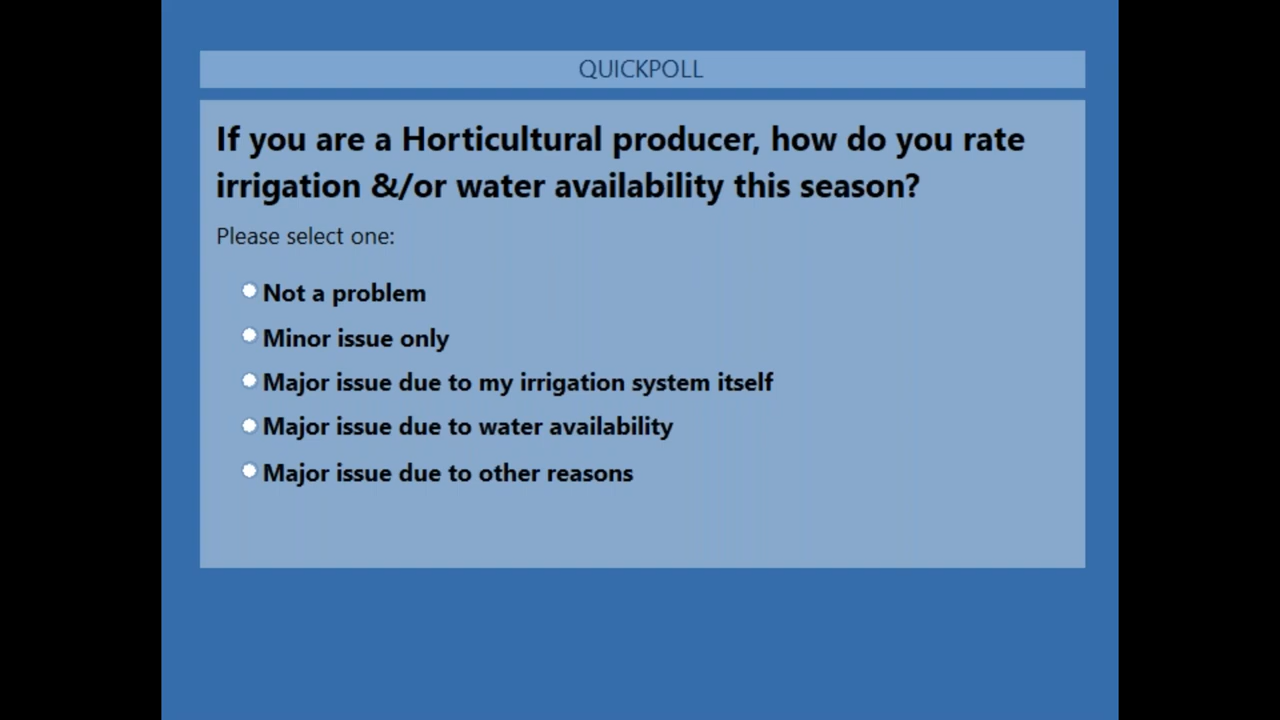 QUICKPOLL
If you are a Horticultural producer, how do you rate
irrigation &/or water availability this season?
Please select one:
Not a problem
Minor issue only
Major issue due to my irrigation system itself
Major issue due to water availability
Major issue due to other reasons